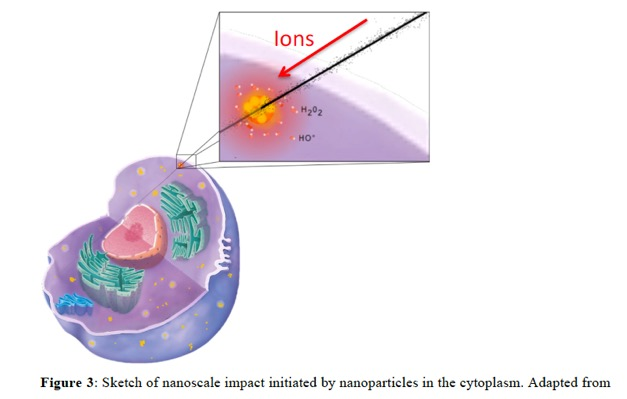 Ions
H₂O₂
HO•
Figure 3: Sketch of nanoscale impact initiated by nanoparticles in the cytoplasm. Adapted from